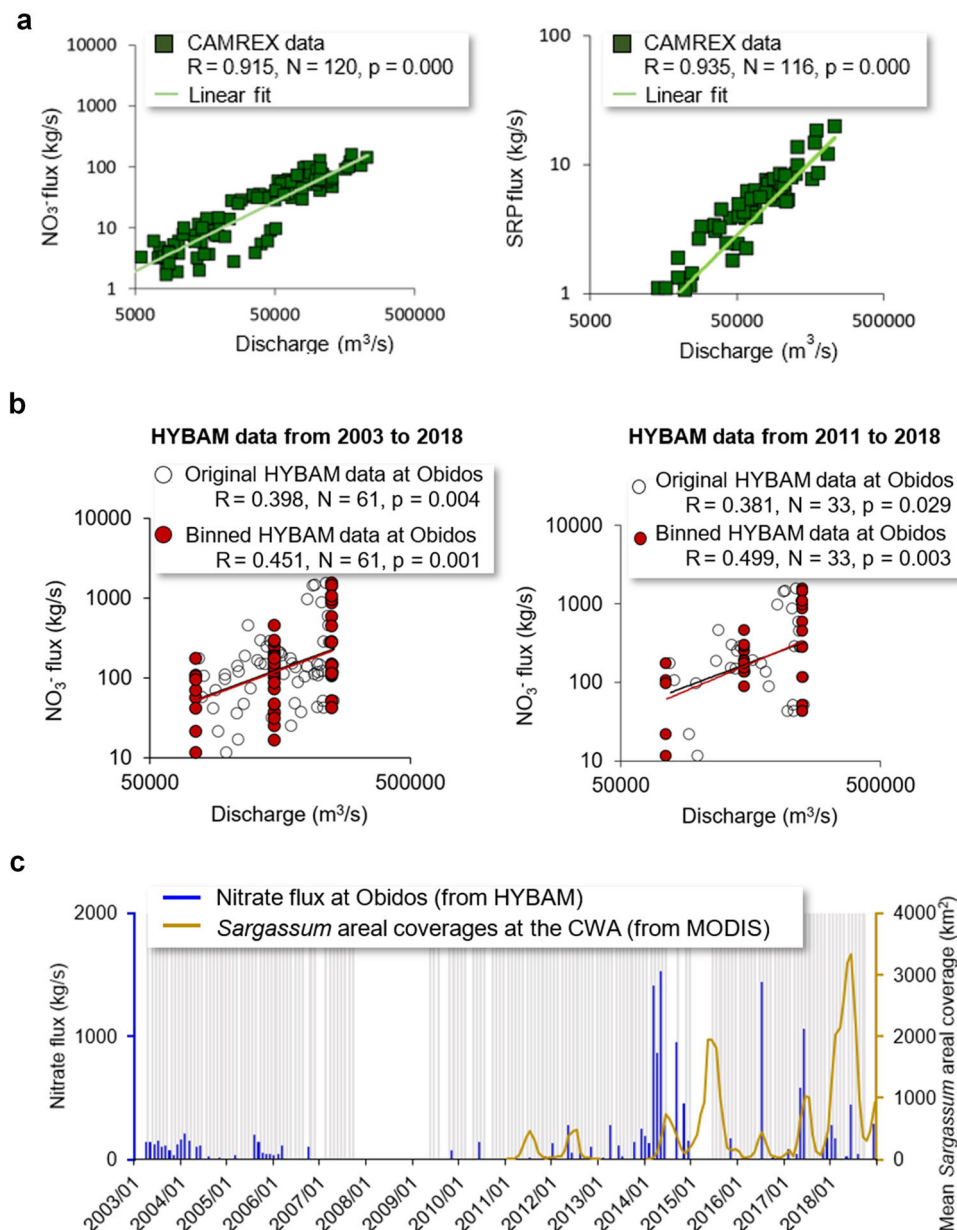 a
CAMREX data
R = 0.915, N = 120, p = 0.000
Linear fit
NO₃⁻ flux (kg/s)
10000
1000
100
10
1
5000 50000 500000
Discharge (m³/s)
CAMREX data
R = 0.935, N = 116, p = 0.000
Linear fit
SRP flux (kg/s)
100
10
1
5000 50000 500000
Discharge (m³/s)
b
HYBAM data from 2003 to 2018
Original HYBAM data at Obidos
R = 0.398, N = 61, p = 0.004
Binned HYBAM data at Obidos
R = 0.451, N = 61, p = 0.001
NO₃⁻ flux (kg/s)
10000
1000
100
10
50000 500000
Discharge (m³/s)
HYBAM data from 2011 to 2018
Original HYBAM data at Obidos
R = 0.381, N = 33, p = 0.029
Binned HYBAM data at Obidos
R = 0.499, N = 33, p = 0.003
NO₃⁻ flux (kg/s)
10000
1000
100
10
50000 500000
Discharge (m³/s)
c
Nitrate flux at Obidos (from HYBAM)
Sargassum areal coverages at the CWA (from MODIS)
Nitrate flux (kg/s)
2000
1000
0
4000
3000
2000
1000
0
Mean Sargassum areal coverage (km²)
2003/01 2004/01 2005/01 2006/01 2007/01 2008/01 2009/01 2010/01 2011/01 2012/01 2013/01 2014/01 2015/01 2016/01 2017/01 2018/01